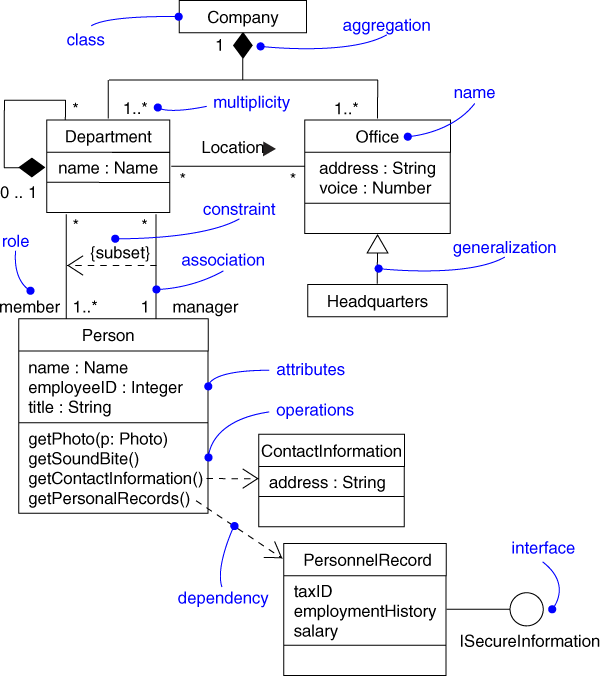 Company
class
1
aggregation
*
1..*
multiplicity
1..*
name
Department
name : Name
Location
Office
address : String
voice : Number
0 .. 1
*
*
*
*
constraint
{subset}
role
association
generalization
member
1..*
1
manager
Headquarters
Person
name : Name
employeeID : Integer
title : String
attributes
getPhoto(p: Photo)
getSoundBite()
getContactInformation()
getPersonalRecords()
operations
ContactInformation
address : String
dependency
PersonnelRecord
taxID
employmentHistory
salary
interface
ISecureInformation